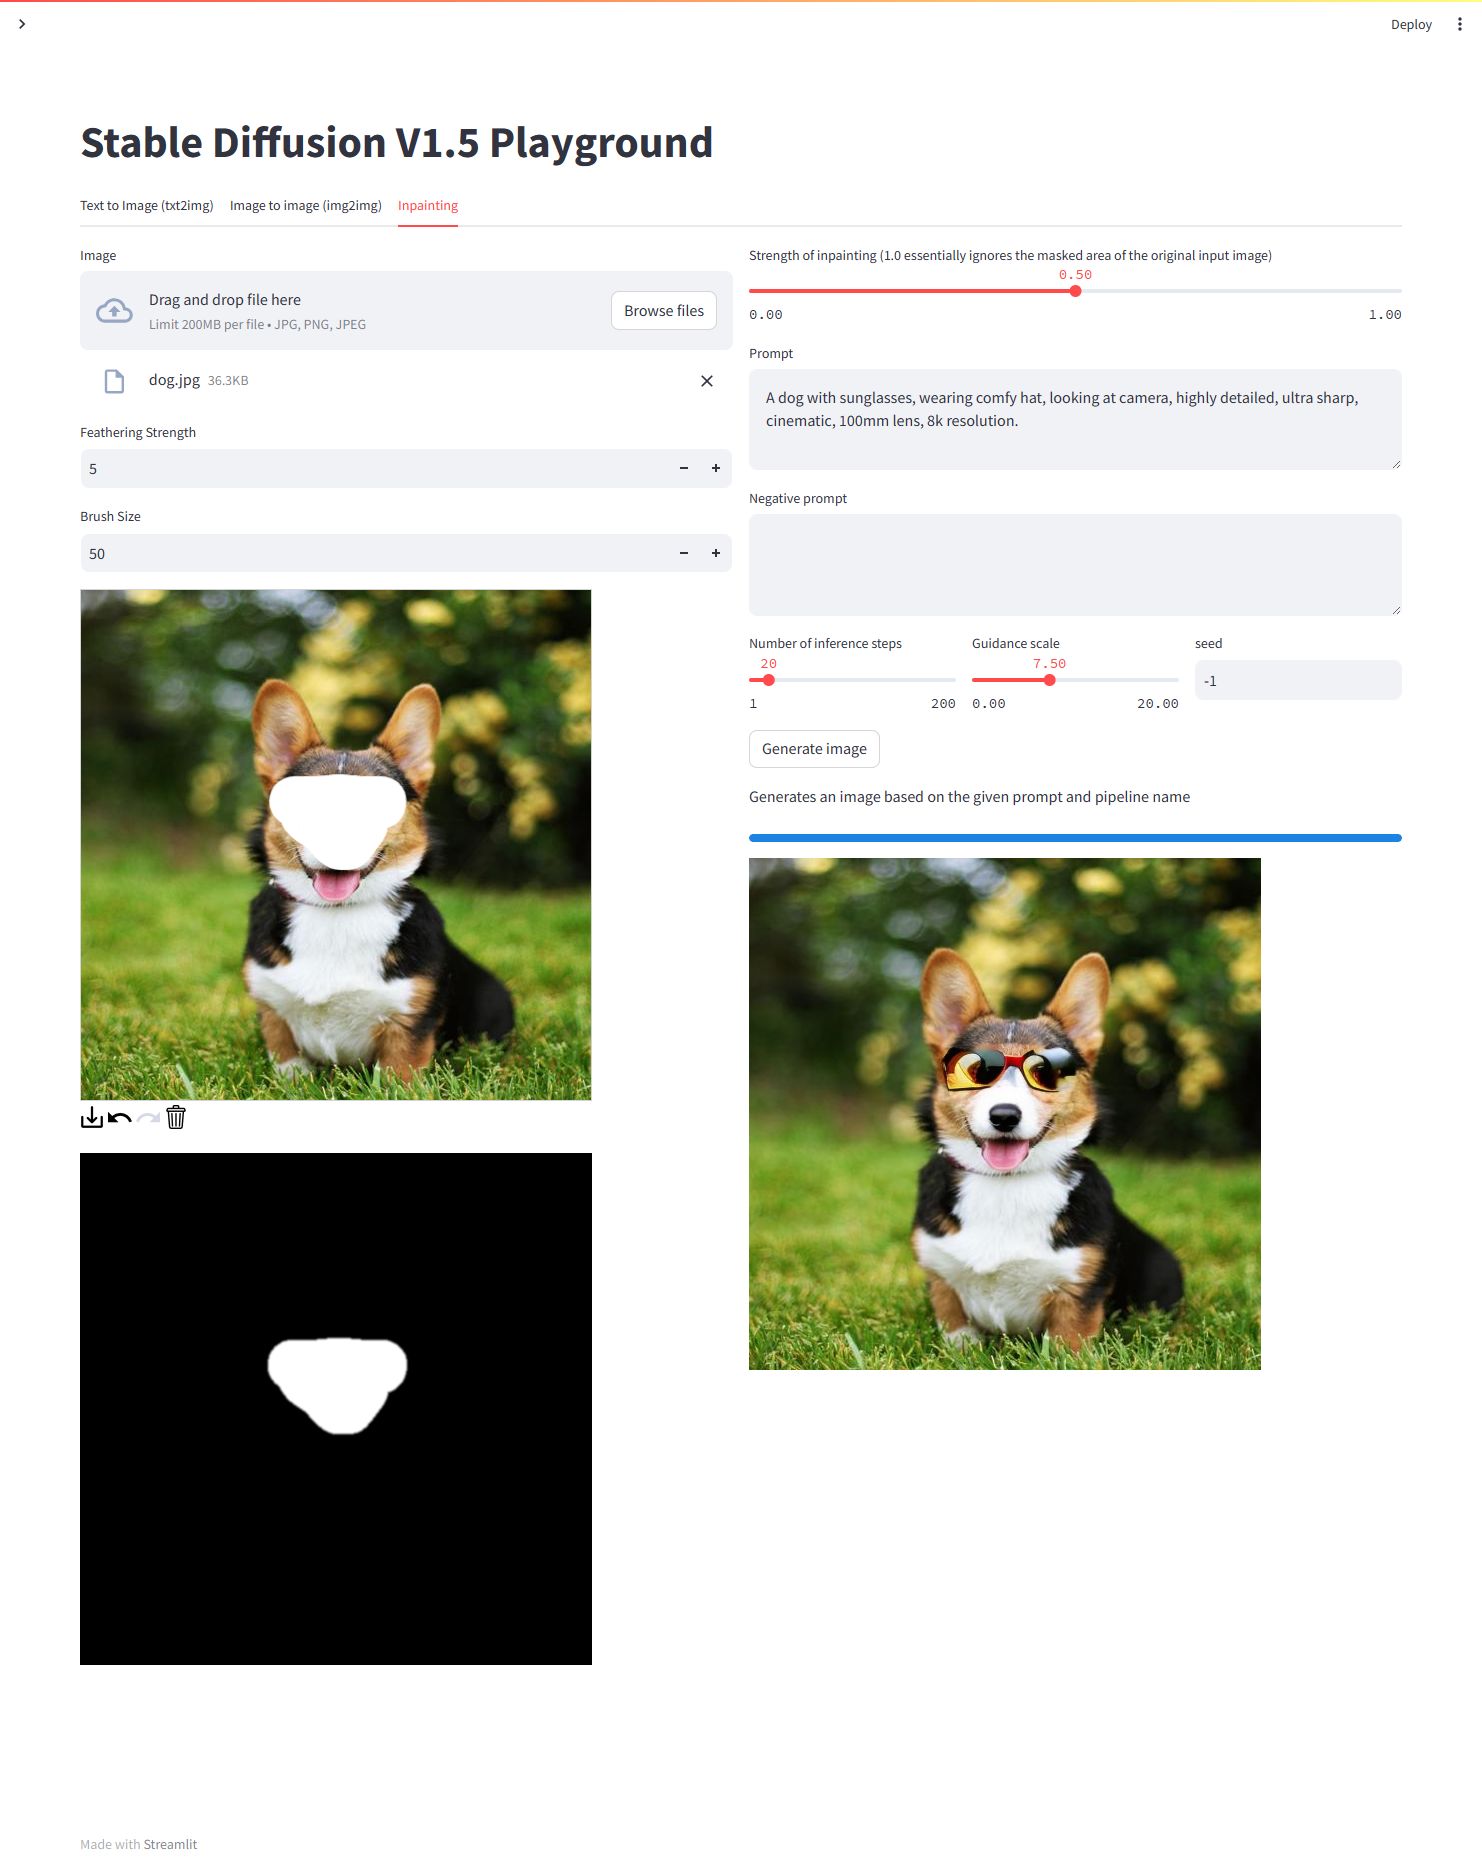 Deploy
Stable Diffusion V1.5 Playground
Text to Image (txt2img) Image to image (img2img) Inpainting
Image
Drag and drop file here
Limit 200MB per file • JPG, PNG, JPEG
Browse files
dog.jpg 36.3KB
Feathering Strength
5
Brush Size
50
Strength of inpainting (1.0 essentially ignores the masked area of the original input image)
0.50
0.00 1.00
Prompt
A dog with sunglasses, wearing comfy hat, looking at camera, highly detailed, ultra sharp,
cinematic, 100mm lens, 8k resolution.
Negative prompt
Number of inference steps
20
1 200
Guidance scale
7.50
0.00 20.00
seed
-1
Generate image
Generates an image based on the given prompt and pipeline name
Made with Streamlit